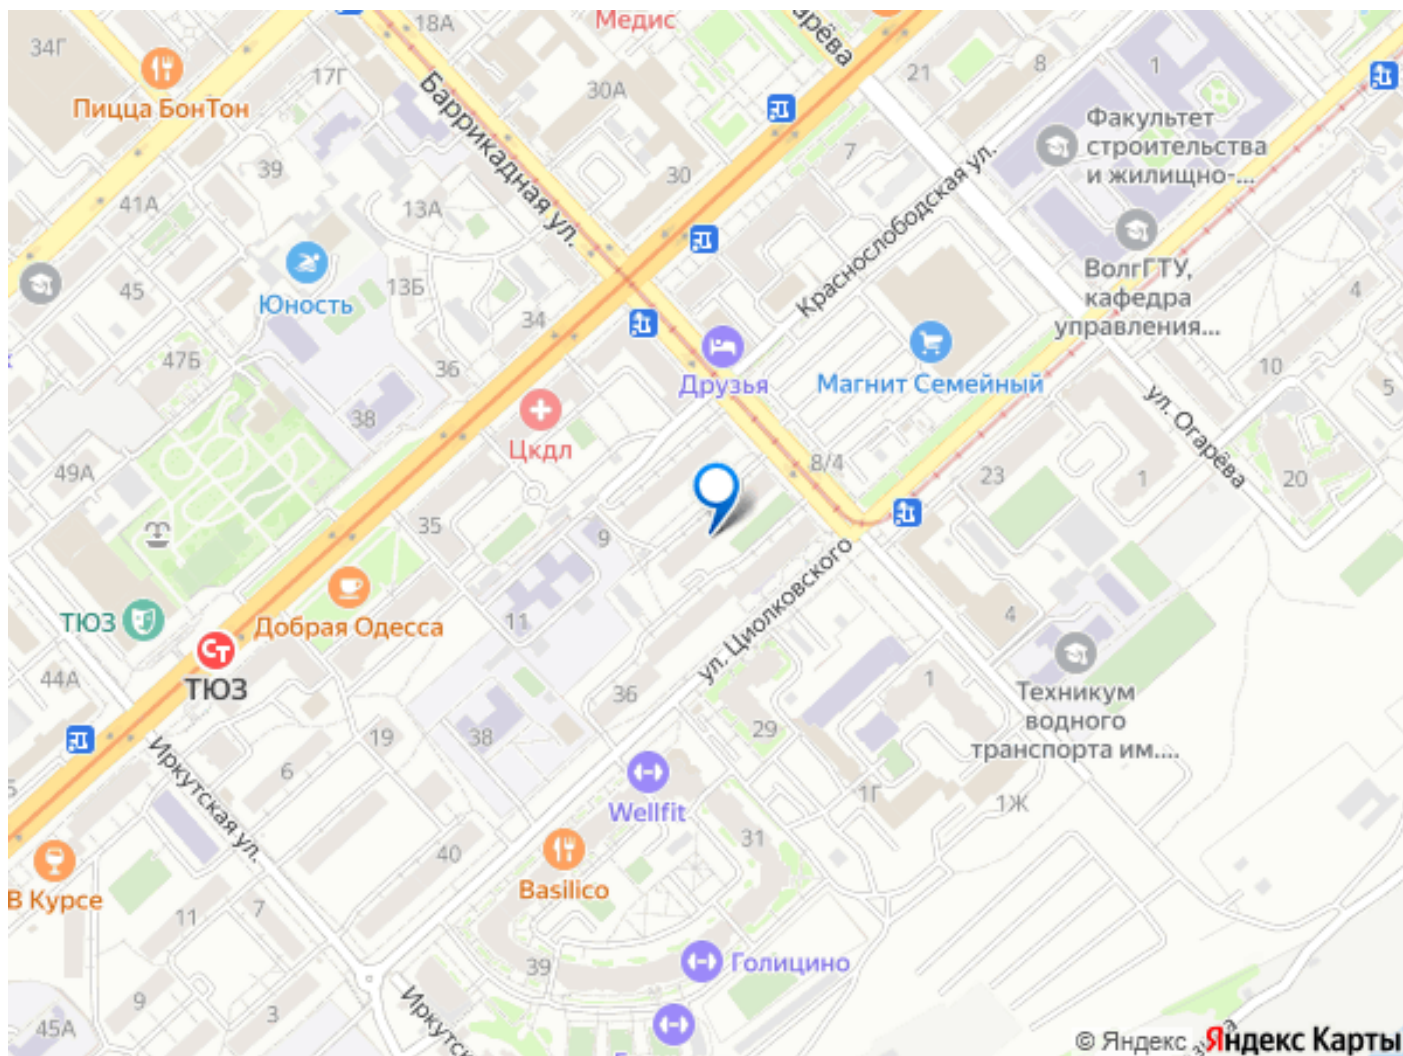 18А
Медис
Огарёва
34Г
17Г
30А
21
8
1
Пицца БонТон
Баррикадная ул.
Факультет
строительства
и жилищно-...
39
30
7
Краснослободская ул.
41А
13А
ВолгГТУ,
кафедра
управления...
45
Юность
13Б
4
34
47Б
36
Друзья
Магнит Семейный
10
5
38
Цкдл
ул. Огарёва
49А
8/4
23
1
20
35
9
ул. Циолковского
ТЮЗ
Добрая Одесса
11
4
Ст
ТЮЗ
44А
36
1
Техникум
водного
транспорта им....
19
38
29
Иркутская ул.
6
Wellfit
1Г
1Ж
31
40
В Курсе
Basilico
11
7
39
Голицино
9
3
45А
Иркутск
© Яндекс
Яндекс Карты